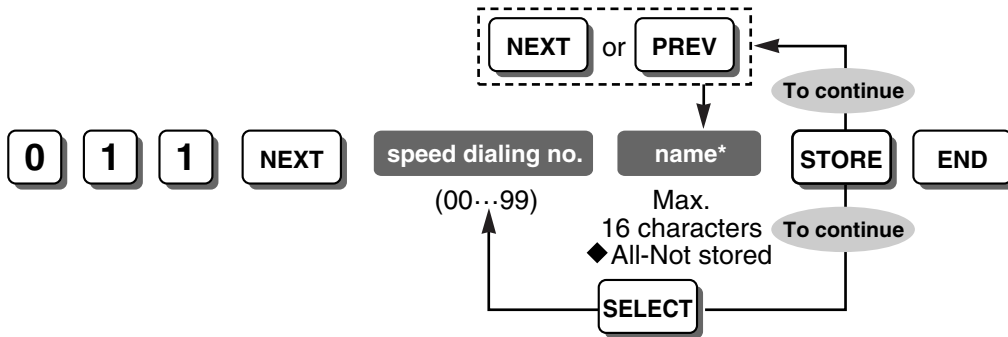 NEXT or PREV
To continue
0 1 1 NEXT speed dialing no. name* STORE END
(00···99) Max.
16 characters To continue
◆All-Not stored
SELECT